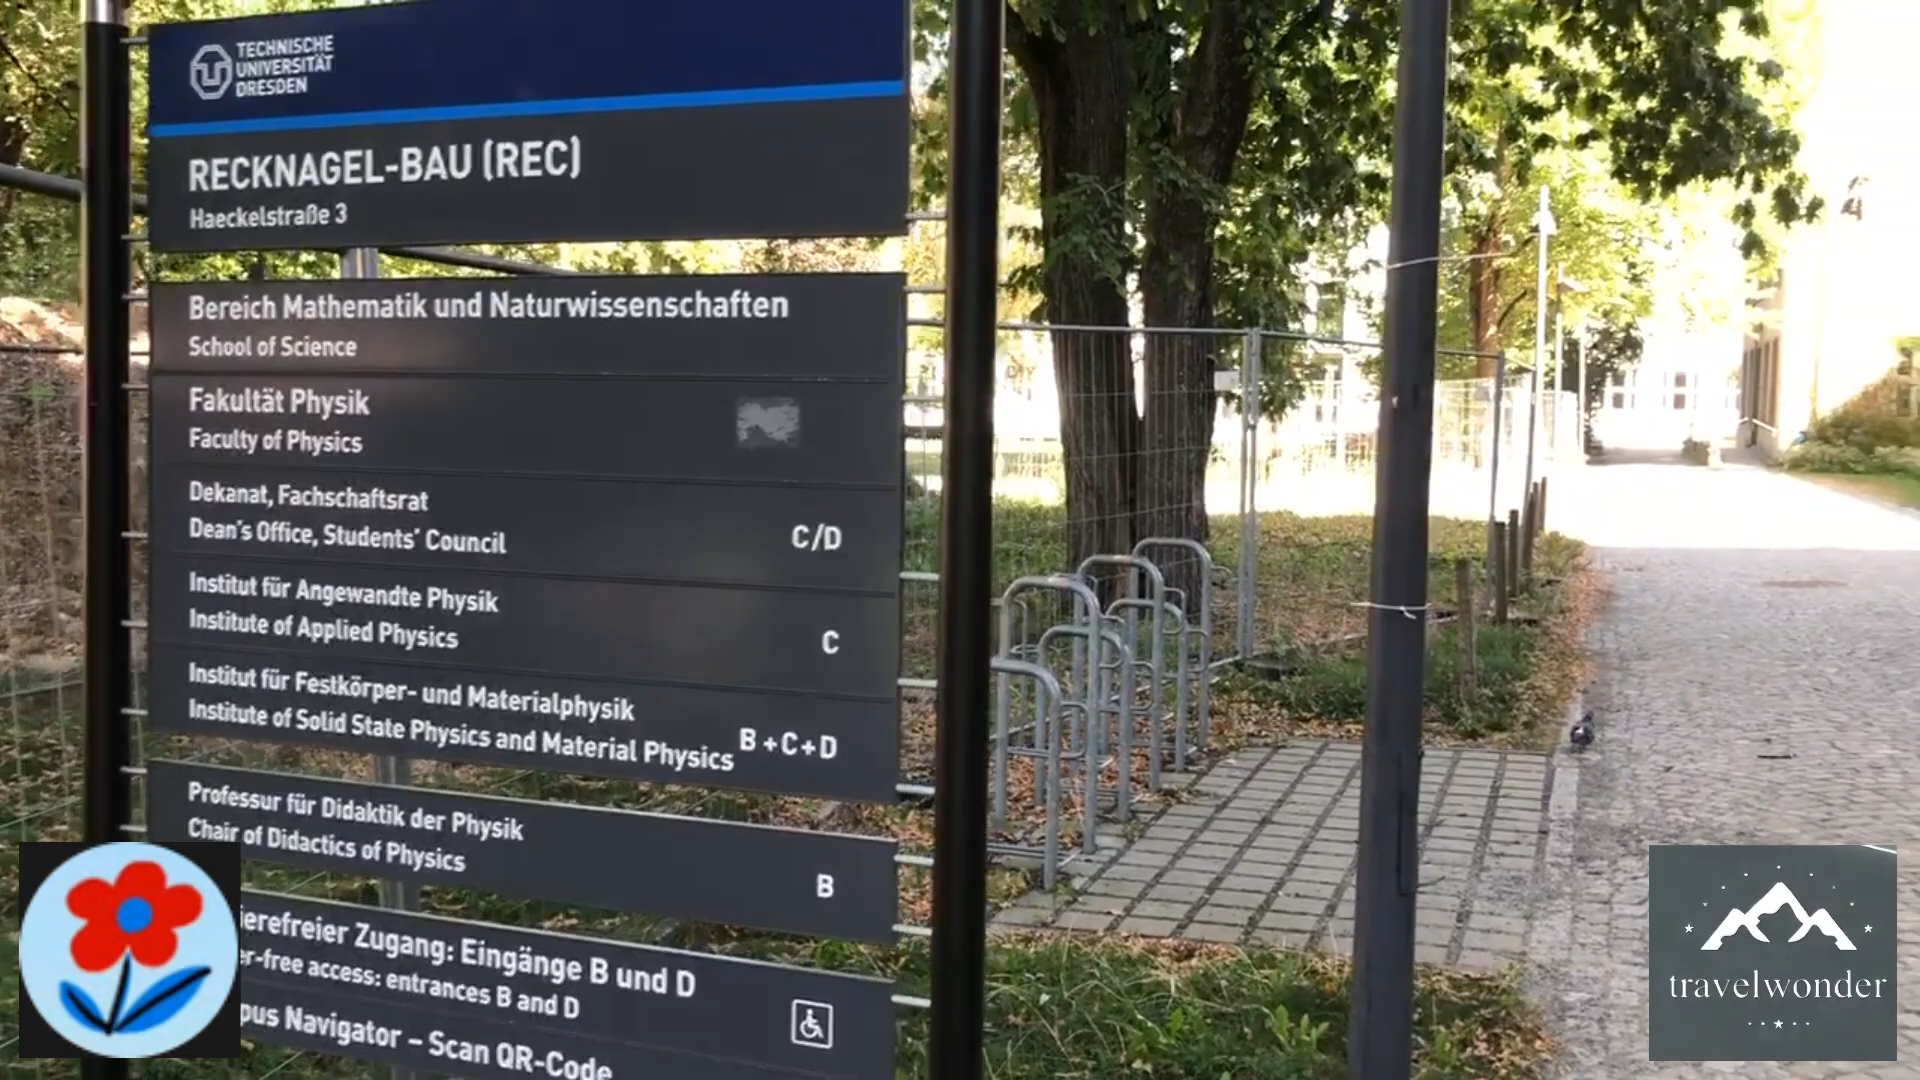 TECHNISCHE
UNIVERSITÄT
DRESDEN
RECKNAGEL-BAU (REC)
Haeckelstraße 3
Bereich Mathematik und Naturwissenschaften
School of Science
Fakultät Physik
Faculty of Physics
Dekanat, Fachschaftsrat
Dean's Office, Students' Council
C/D
Institut für Angewandte Physik
Institute of Applied Physics
C
Institut für Festkörper- und Materialphysik
Institute of Solid State Physics and Material Physics
B+C+D
Professur für Didaktik der Physik
Chair of Didactics of Physics
B
Zugang: Eingänge B und D
access: entrances B and D
Navigator – Scan QR-Code
travelwonder